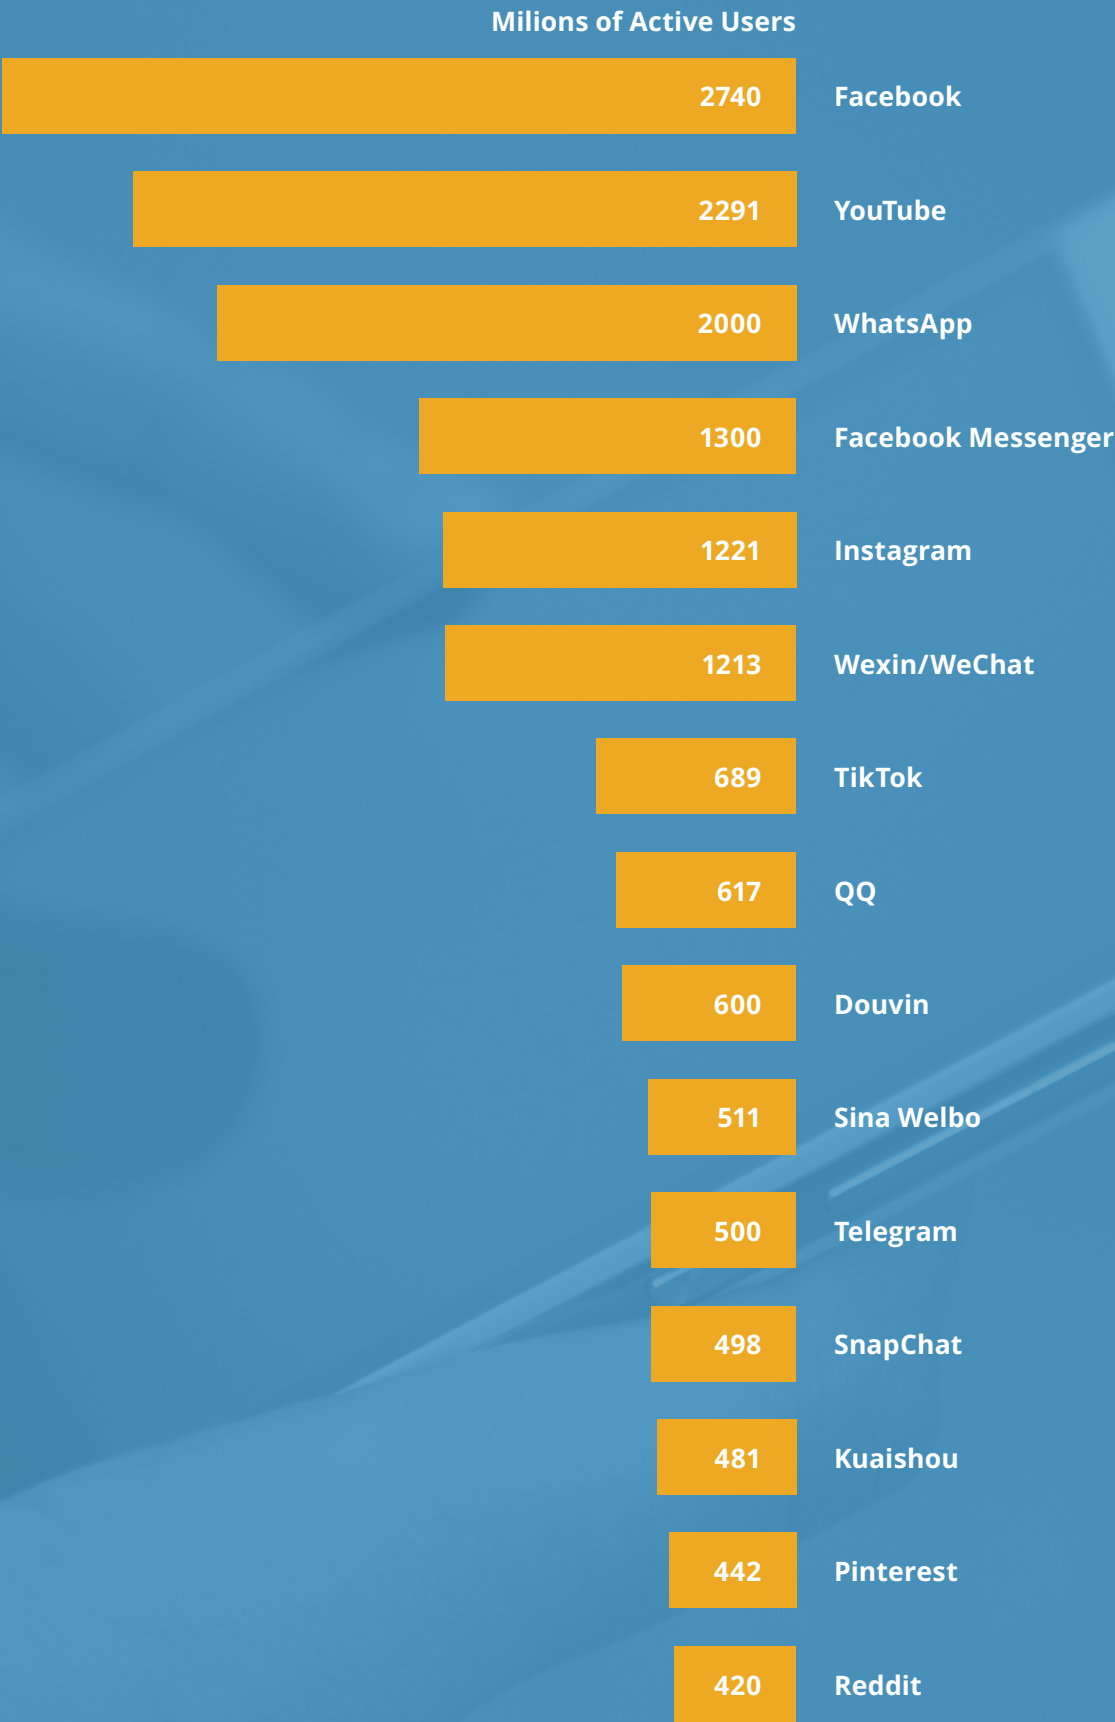 Milions of Active Users
2740 Facebook
2291 YouTube
2000 WhatsApp
1300 Facebook Messenger
1221 Instagram
1213 Wexin/WeChat
689 TikTok
617 QQ
600 Douvin
511 Sina Welbo
500 Telegram
498 SnapChat
481 Kuaishou
442 Pinterest
420 Reddit